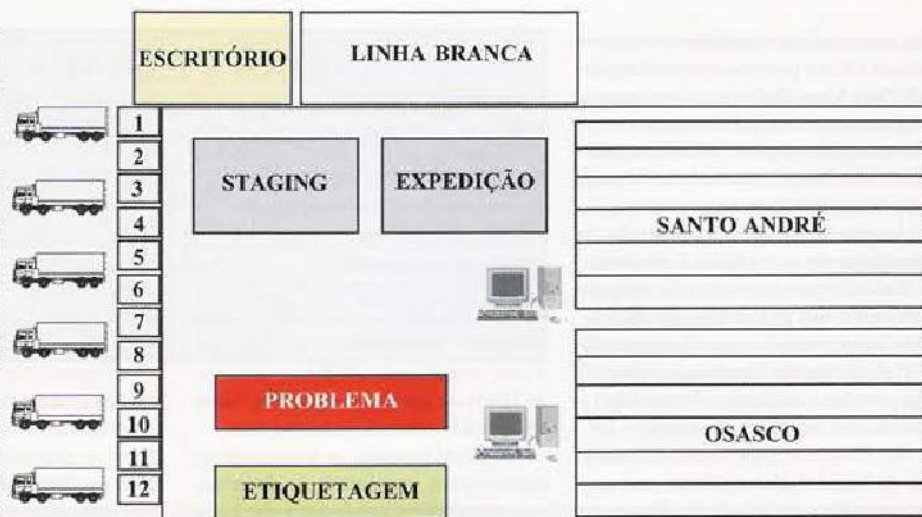 ESCRITÓRIO
LINHA BRANCA
1
2
3
4
5
6
7
8
9
10
11
12
STAGING
EXPEDIÇÃO
SANTO ANDRÉ
PROBLEMA
OSASCO
ETIQUETAGEM